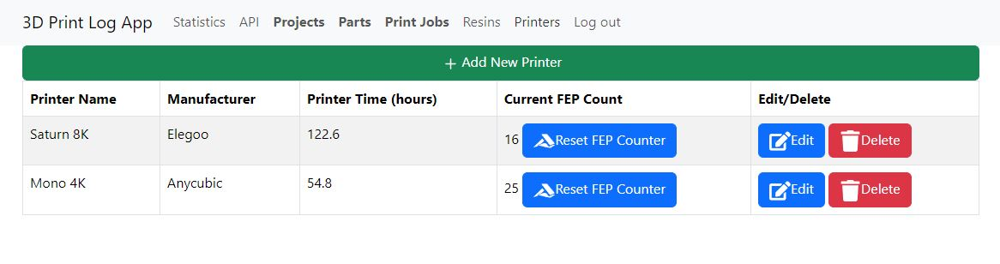 3D Print Log App Statistics API Projects Parts Print Jobs Resins Printers Log out
+ Add New Printer
Printer Name Manufacturer Printer Time (hours) Current FEP Count Edit/Delete
Saturn 8K Elegoo 122.6 16 Reset FEP Counter Edit Delete
Mono 4K Anycubic 54.8 25 Reset FEP Counter Edit Delete